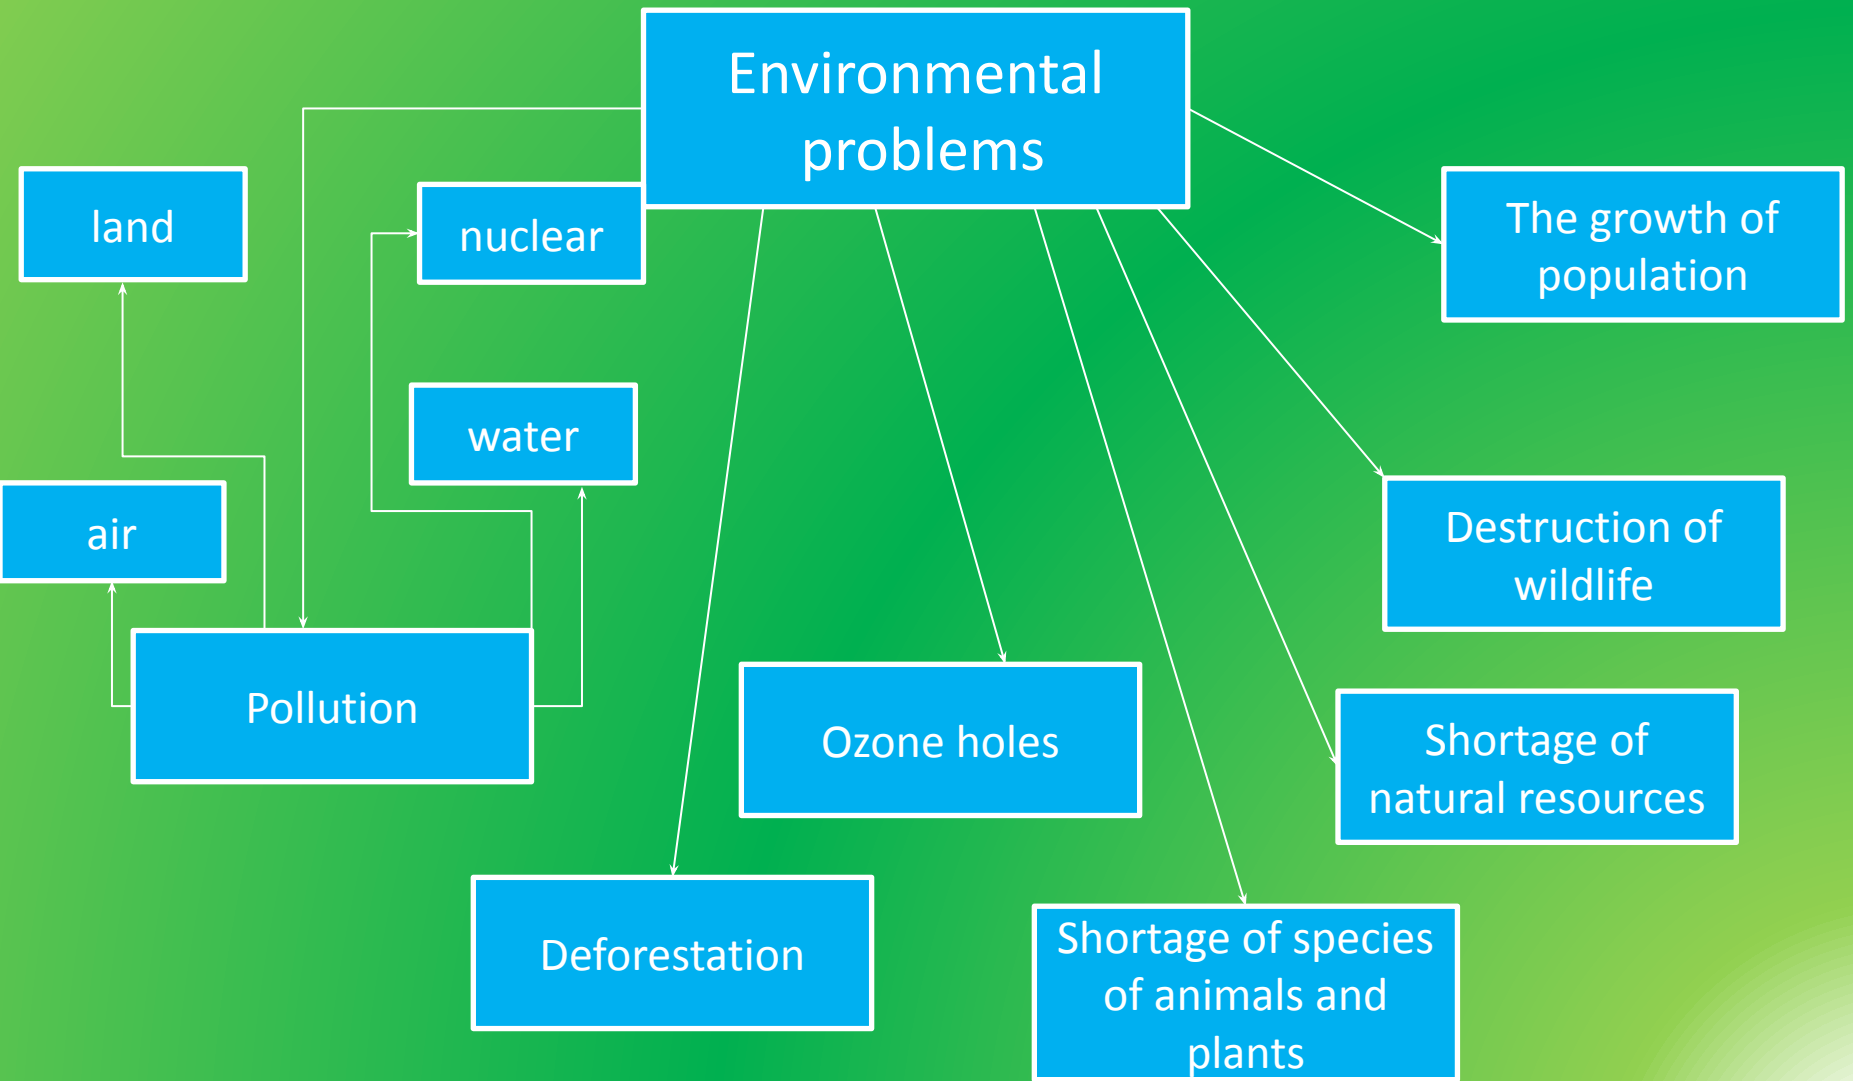 Environmental
problems
land
nuclear
The growth of
population
water
air
Destruction of
wildlife
Pollution
Ozone holes
Shortage of
natural resources
Deforestation
Shortage of species
of animals and
plants